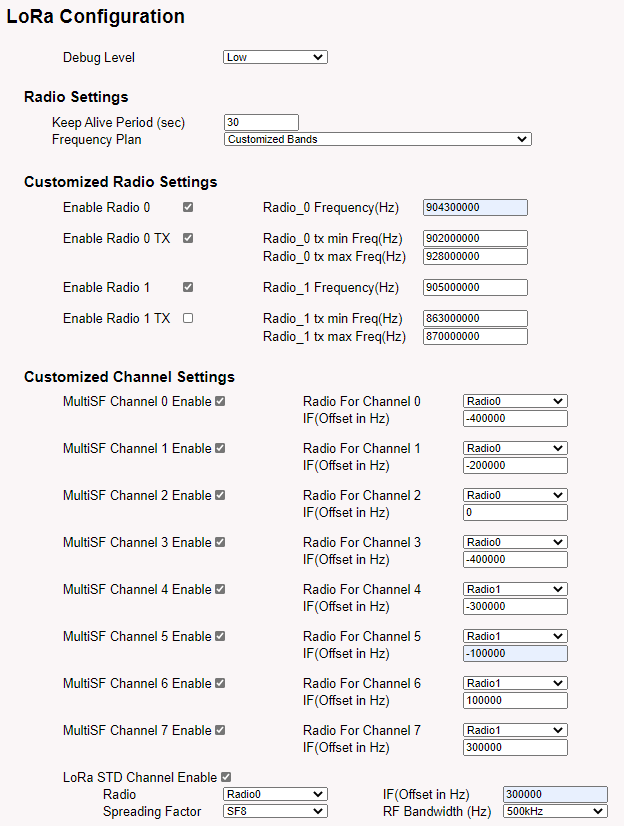 LoRa Configuration
Debug Level Low
Radio Settings
Keep Alive Period (sec) 30
Frequency Plan Customized Bands
Customized Radio Settings
Enable Radio 0 Radio_0 Frequency(Hz) 904300000
Enable Radio 0 TX Radio_0 tx min Freq(Hz) 902000000
Radio_0 tx max Freq(Hz) 928000000
Enable Radio 1 Radio_1 Frequency(Hz) 905000000
Enable Radio 1 TX Radio_1 tx min Freq(Hz) 863000000
Radio_1 tx max Freq(Hz) 870000000
Customized Channel Settings
MultiSF Channel 0 Enable Radio For Channel 0 Radio0
IF(Offset in Hz) -400000
MultiSF Channel 1 Enable Radio For Channel 1 Radio0
IF(Offset in Hz) -200000
MultiSF Channel 2 Enable Radio For Channel 2 Radio0
IF(Offset in Hz) 0
MultiSF Channel 3 Enable Radio For Channel 3 Radio0
IF(Offset in Hz) -400000
MultiSF Channel 4 Enable Radio For Channel 4 Radio1
IF(Offset in Hz) -300000
MultiSF Channel 5 Enable Radio For Channel 5 Radio1
IF(Offset in Hz) -100000
MultiSF Channel 6 Enable Radio For Channel 6 Radio1
IF(Offset in Hz) 100000
MultiSF Channel 7 Enable Radio For Channel 7 Radio1
IF(Offset in Hz) 300000
LoRa STD Channel Enable
Radio Radio0 IF(Offset in Hz) 300000
Spreading Factor SF8 RF Bandwidth (Hz) 500kHz